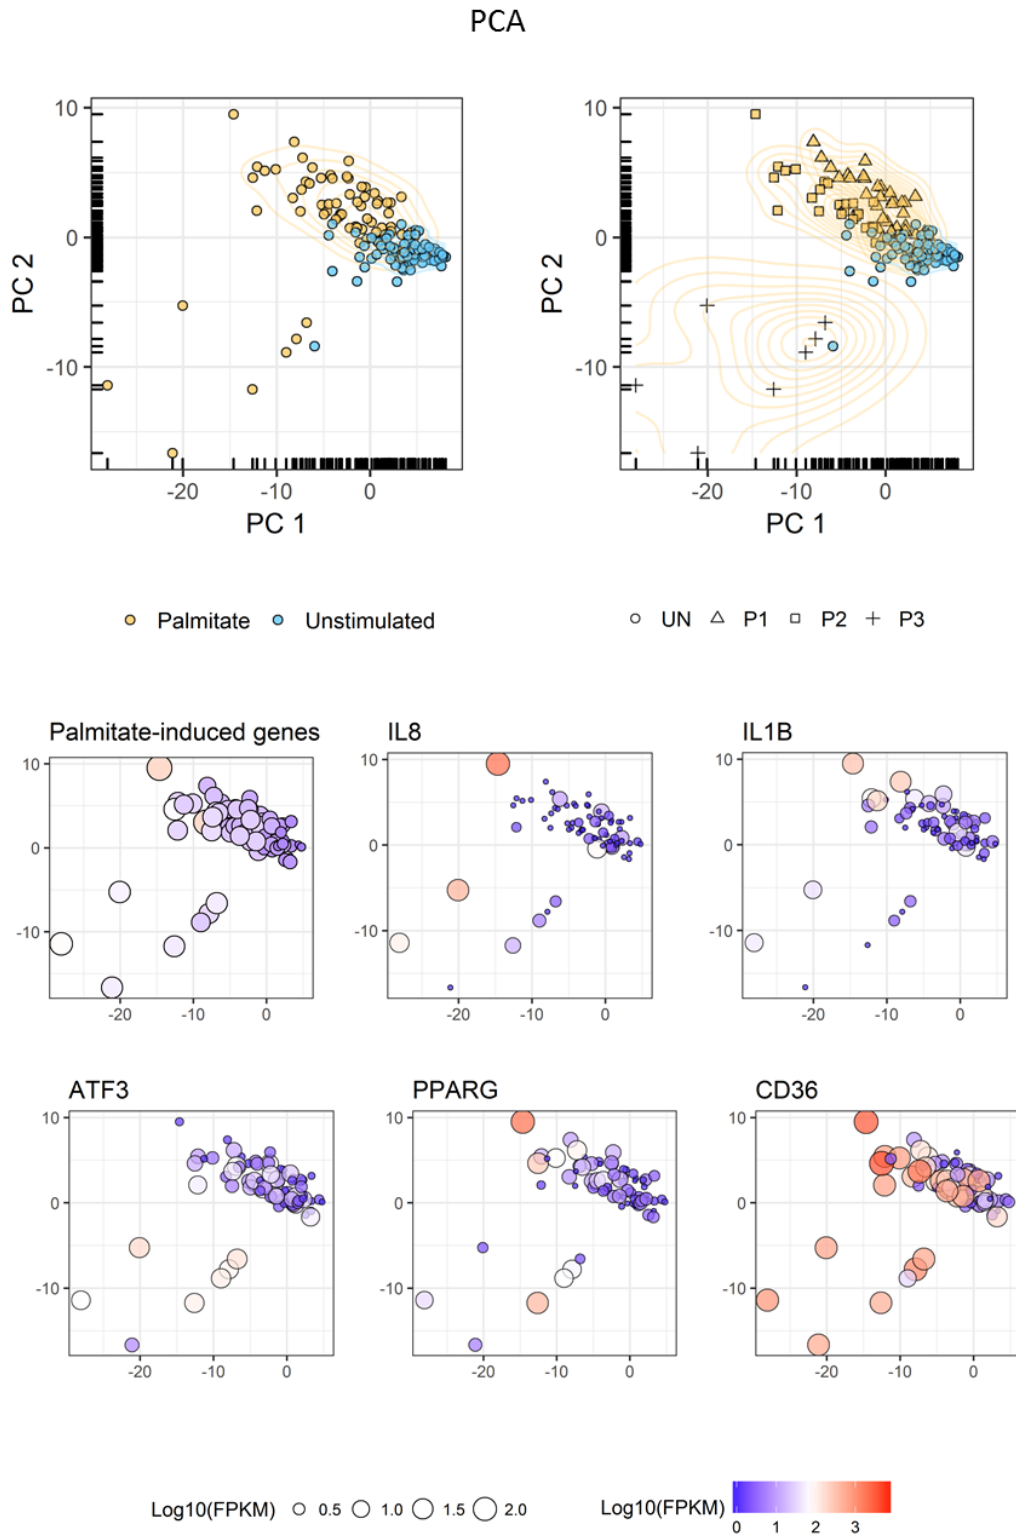 PCA
10
0
-10
PC 2
-20 -10 0
PC 1
10
0
-10
PC 2
-20 -10 0
PC 1
Palmitate Unstimulated
UN P1 P2 P3
Palmitate-induced genes
10
0
-10
-20 -10 0
IL8
10
0
-10
-20 -10 0
IL1B
10
0
-10
-20 -10 0
ATF3
10
0
-10
-20 -10 0
PPARG
10
0
-10
-20 -10 0
CD36
10
0
-10
-20 -10 0
Log10(FPKM) 0.5 1.0 1.5 2.0
Log10(FPKM)
0 1 2 3